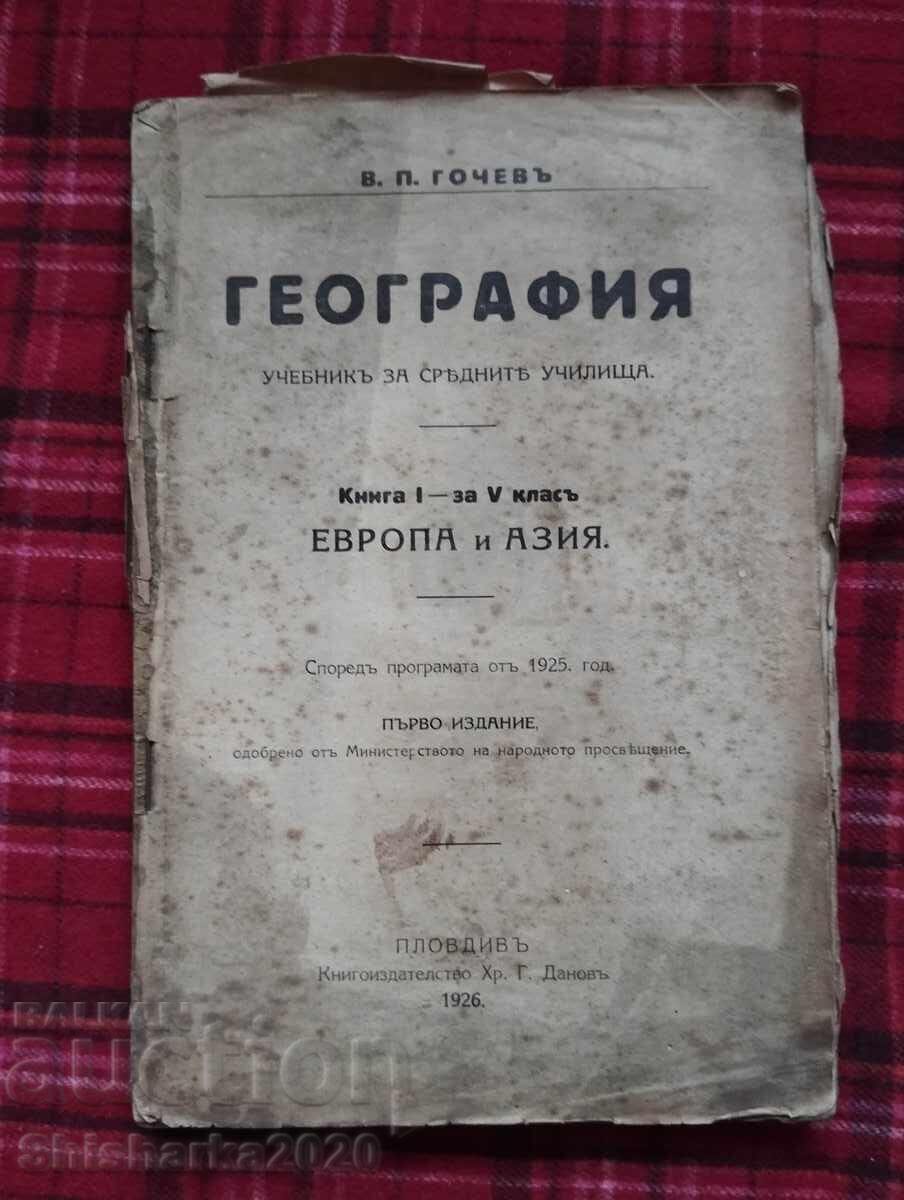 В. П. ГОЧЕВЪ
ГЕОГРАФИЯ
УЧЕБНИКЪ ЗА СРѢДНИТѢ УЧИЛИЩА.
Книга I — за V класъ
ЕВРОПА и АЗИЯ.
Споредъ програмата отъ 1925. год.
ПЪРВО ИЗДАНИЕ,
одобрено отъ Министерството на народното просвѣщение.
ПЛОВДИВЪ
Книгоиздателство Хр. Г. Дановъ
1926.
BALKAN
auction
Shisharka2020